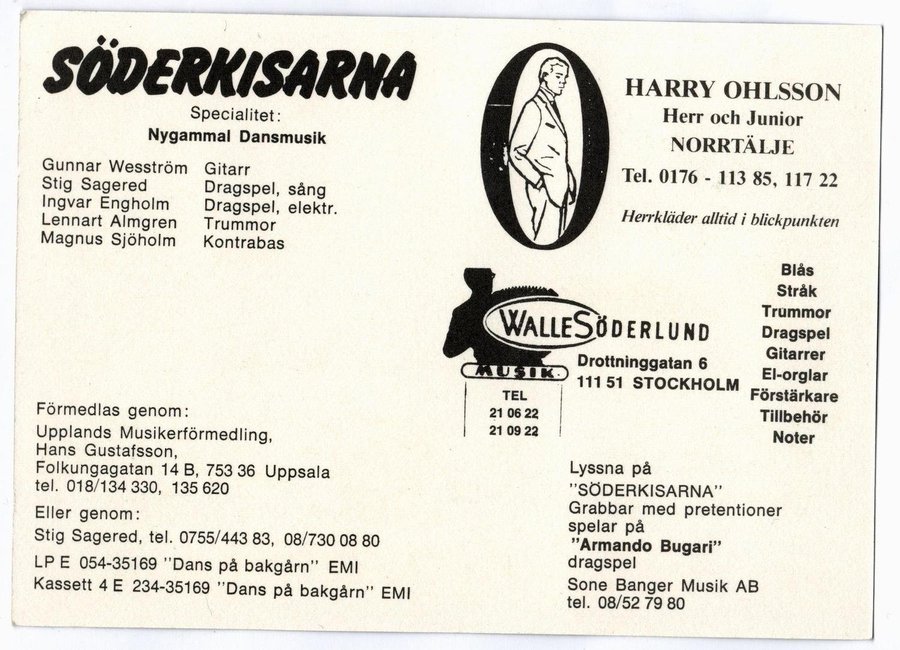 SÖDERKISARNA
Specialitet:
Nygammal Dansmusik
Gunnar Wesström Gitarr
Stig Sagered Dragspel, sång
Ingvar Engholm Dragspel, elektr.
Lennart Almgren Trummor
Magnus Sjöholm Kontrabas
Förmedlas genom:
Upplands Musikerförmedling,
Hans Gustafsson,
Folkungagatan 14 B, 753 36 Uppsala
tel. 018/134 330, 135 620
Eller genom:
Stig Sagered, tel. 0755/443 83, 08/730 08 80
LP E 054-35169 "Dans på bakgårn" EMI
Kassett 4 E 234-35169 "Dans på bakgårn" EMI
HARRY OHLSSON
Herr och Junior
NORRTÄLJE
Tel. 0176 - 113 85, 117 22
Herrkläder alltid i blickpunkten
WALLE SÖDERLUND
MUSIK
Drottninggatan 6
111 51 STOCKHOLM
TEL
21 06 22
21 09 22
Blås
Stråk
Trummor
Dragspel
Gitarrer
El-orglar
Förstärkare
Tillbehör
Noter
Lyssna på
"SÖDERKISARNA"
Grabbar med pretentioner
spelar på
"Armando Bugari"
dragspel
Sone Banger Musik AB
tel. 08/52 79 80